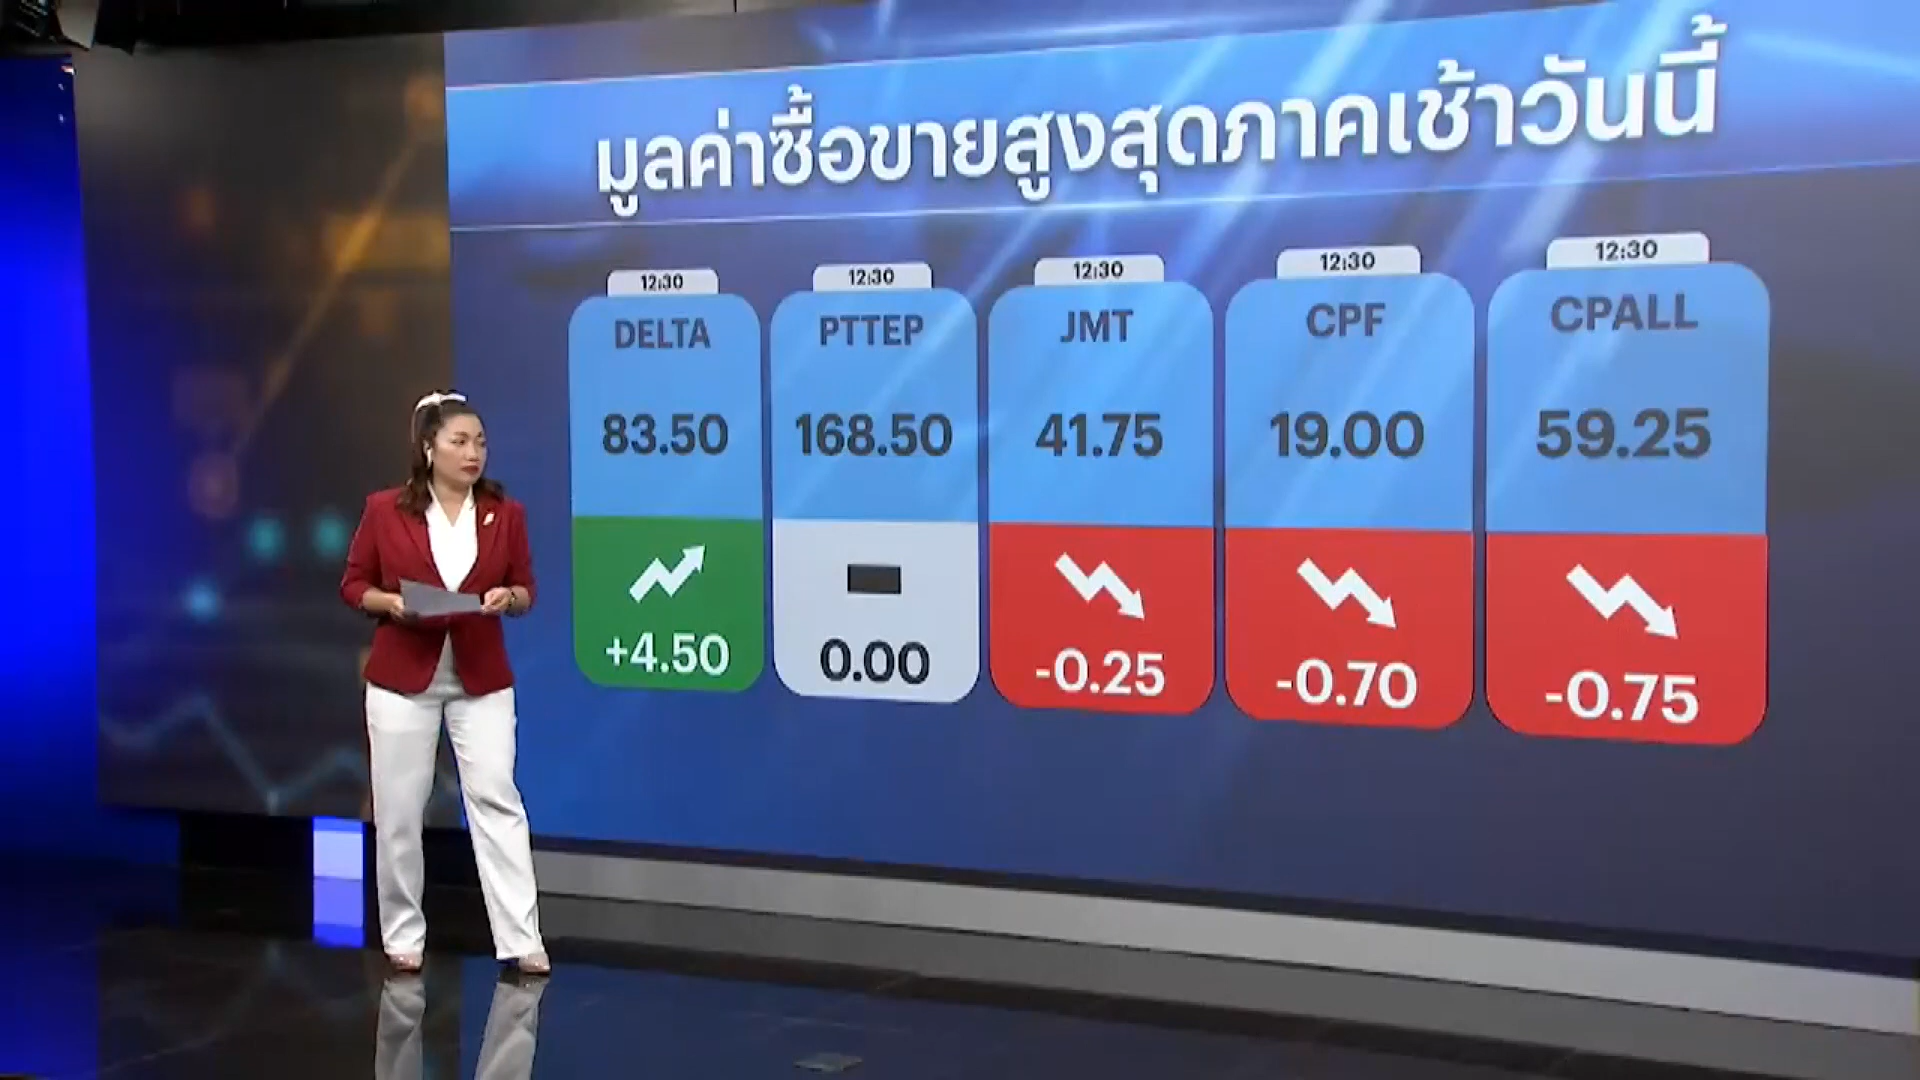 มูลค่าซื้อขายสูงสุดภาคเช้าวันนี้
12:30 12:30 12:30 12:30 12:30
DELTA PTTEP JMT CPF CPALL
83.50 168.50 41.75 19.00 59.25
+4.50 0.00 -0.25 -0.70 -0.75